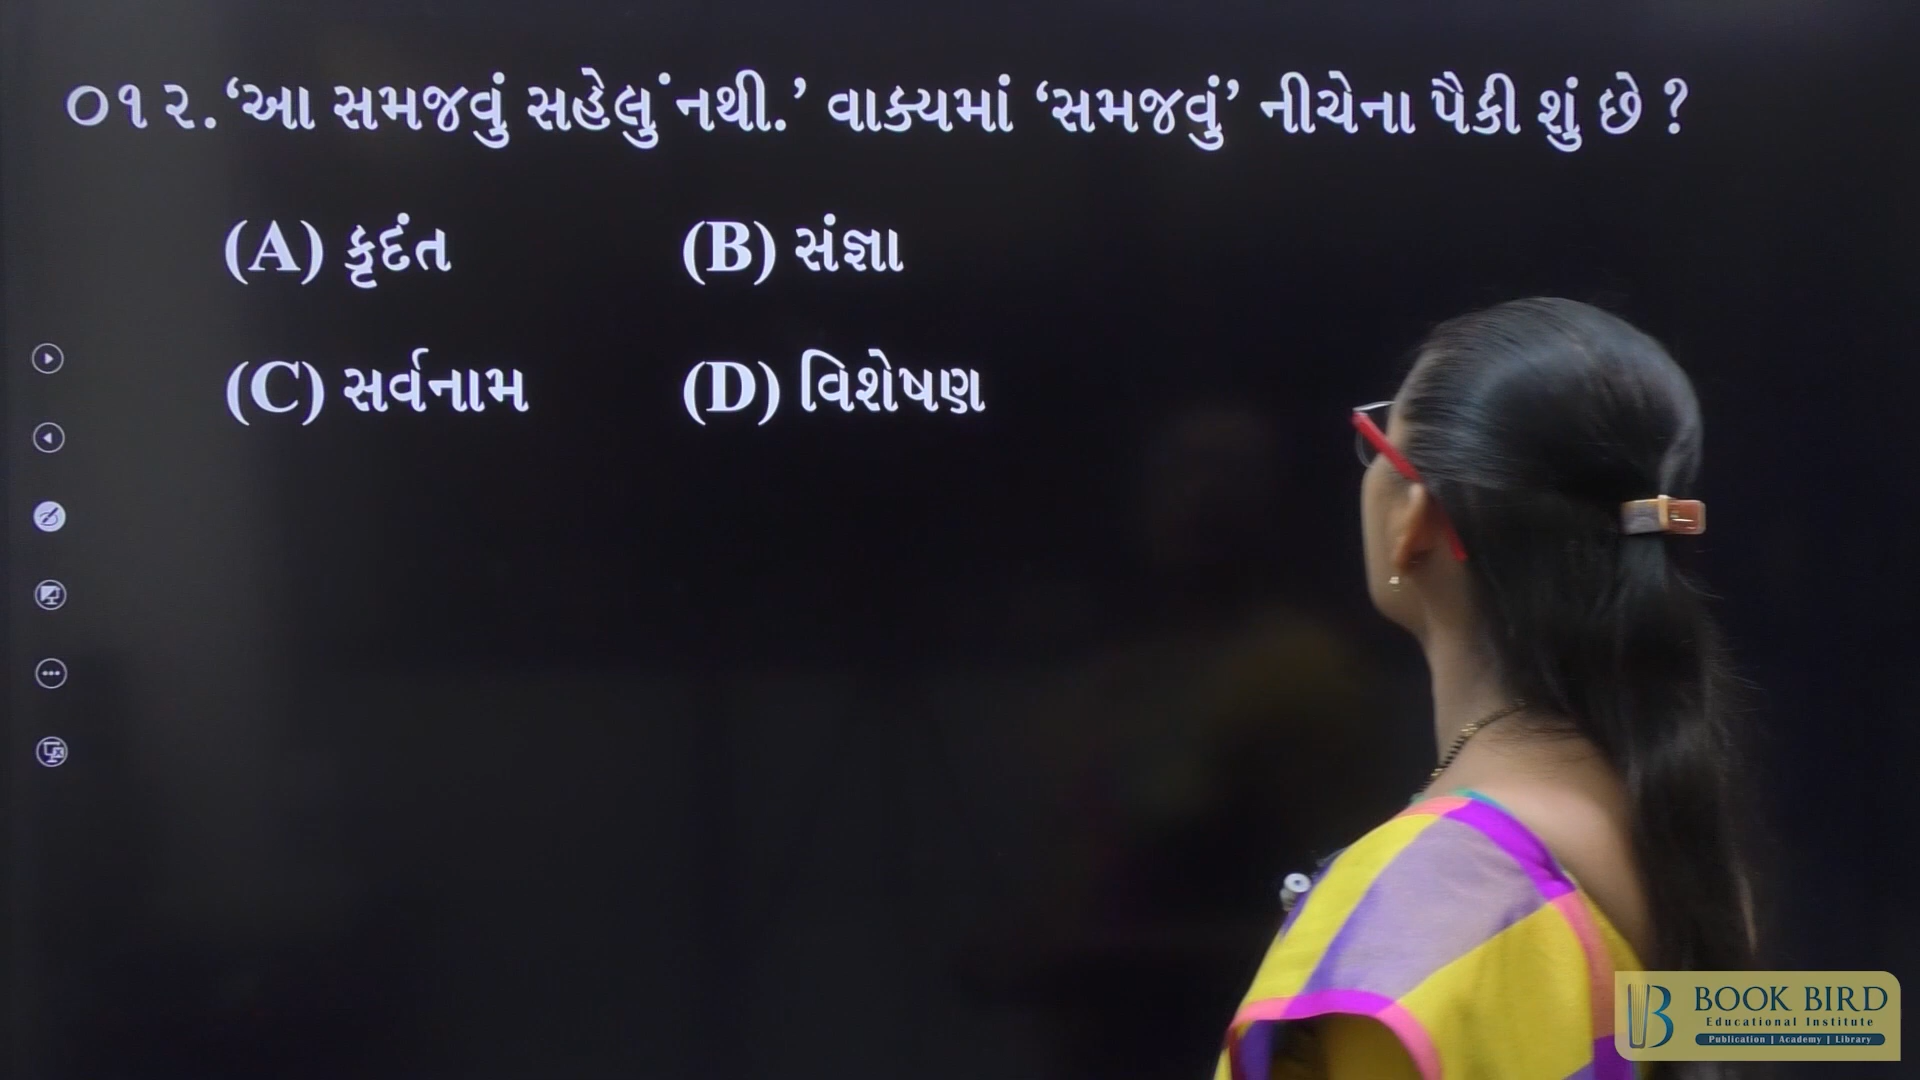 ૦૧૨. ‘આ સમજવું સહેલું નથી.’ વાક્યમાં ‘સમજવું’ નીચેના પૈકી શું છે ?
(A) કૃદંત (B) સંજ્ઞા
(C) સર્વનામ (D) વિશેષણ
BOOK BIRD
Educational Institute
Publication | Academy | Library